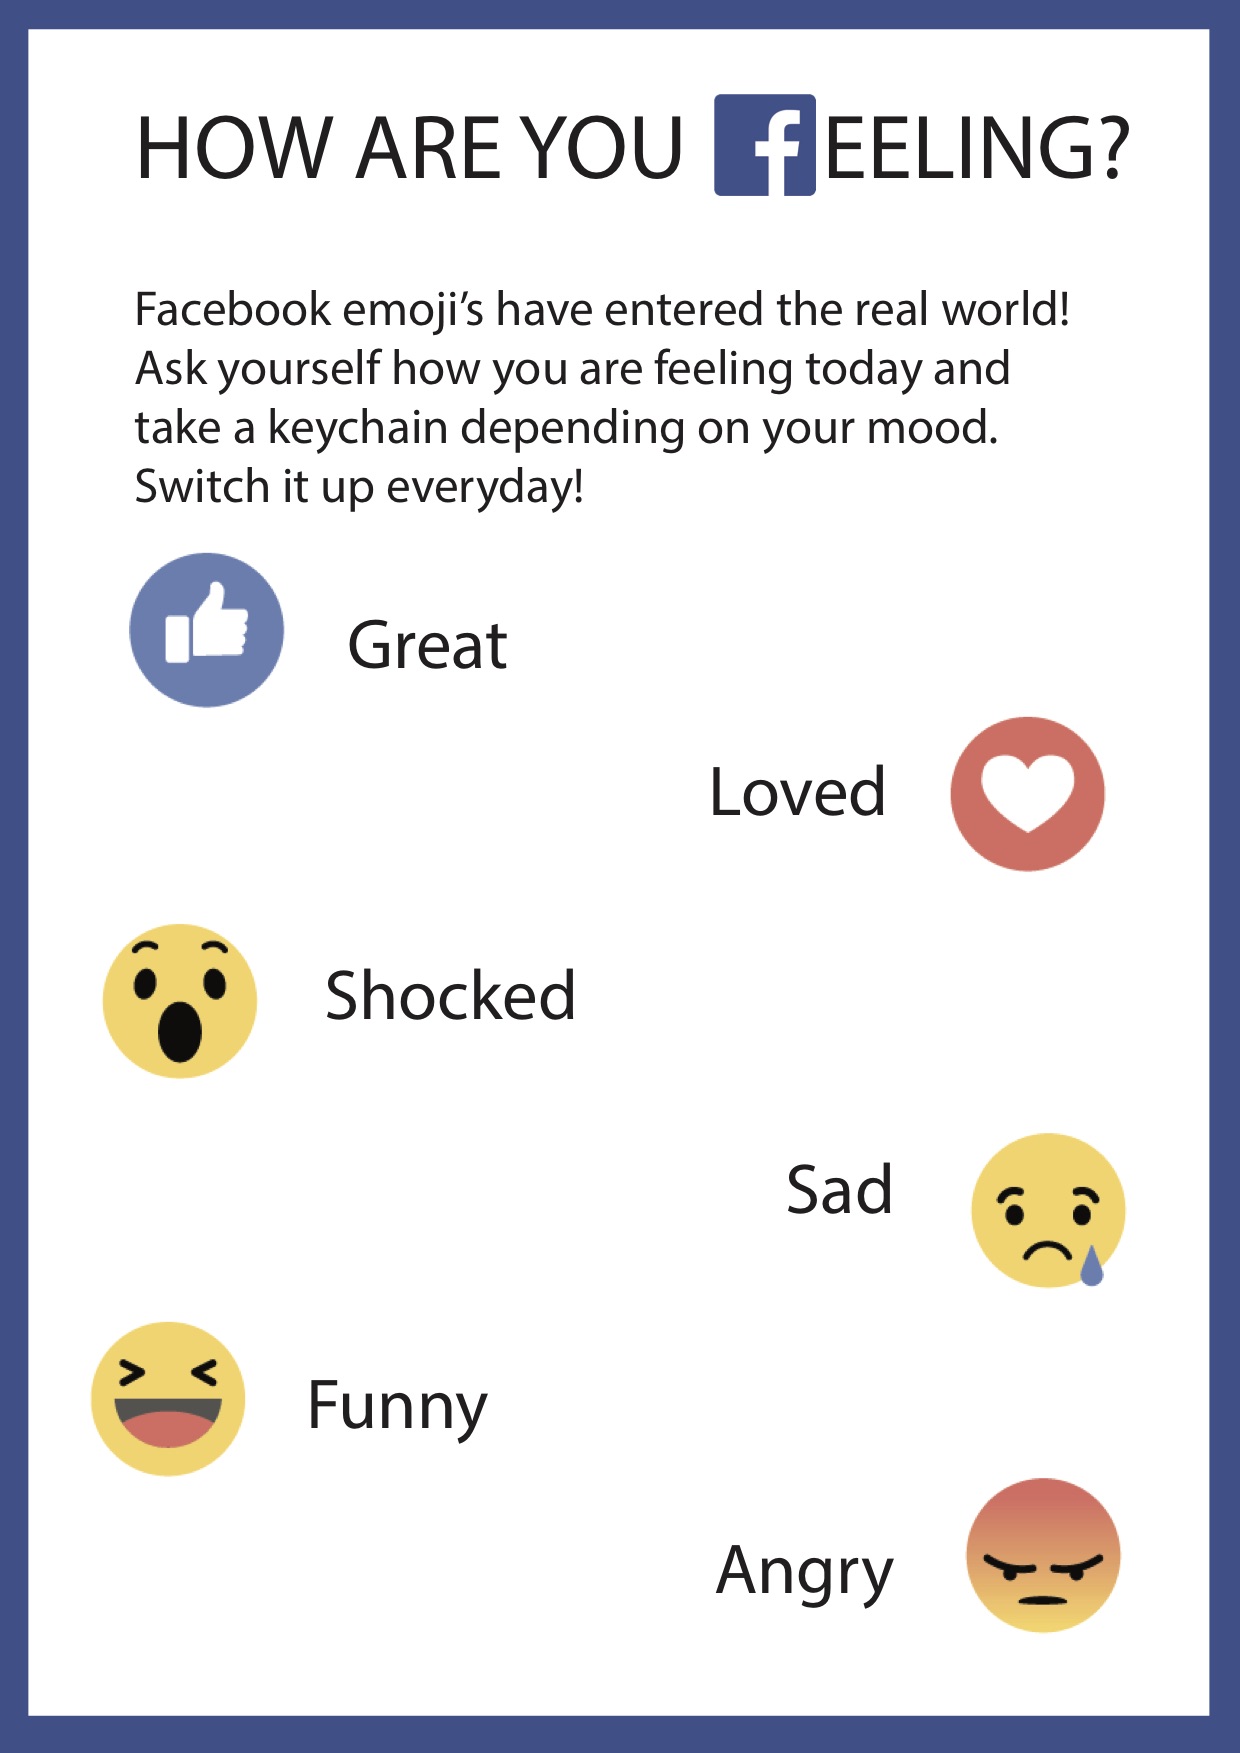 HOW ARE YOU fEELING?
Facebook emoji’s have entered the real world!
Ask yourself how you are feeling today and
take a keychain depending on your mood.
Switch it up everyday!
Great
Loved
Shocked
Sad
Funny
Angry